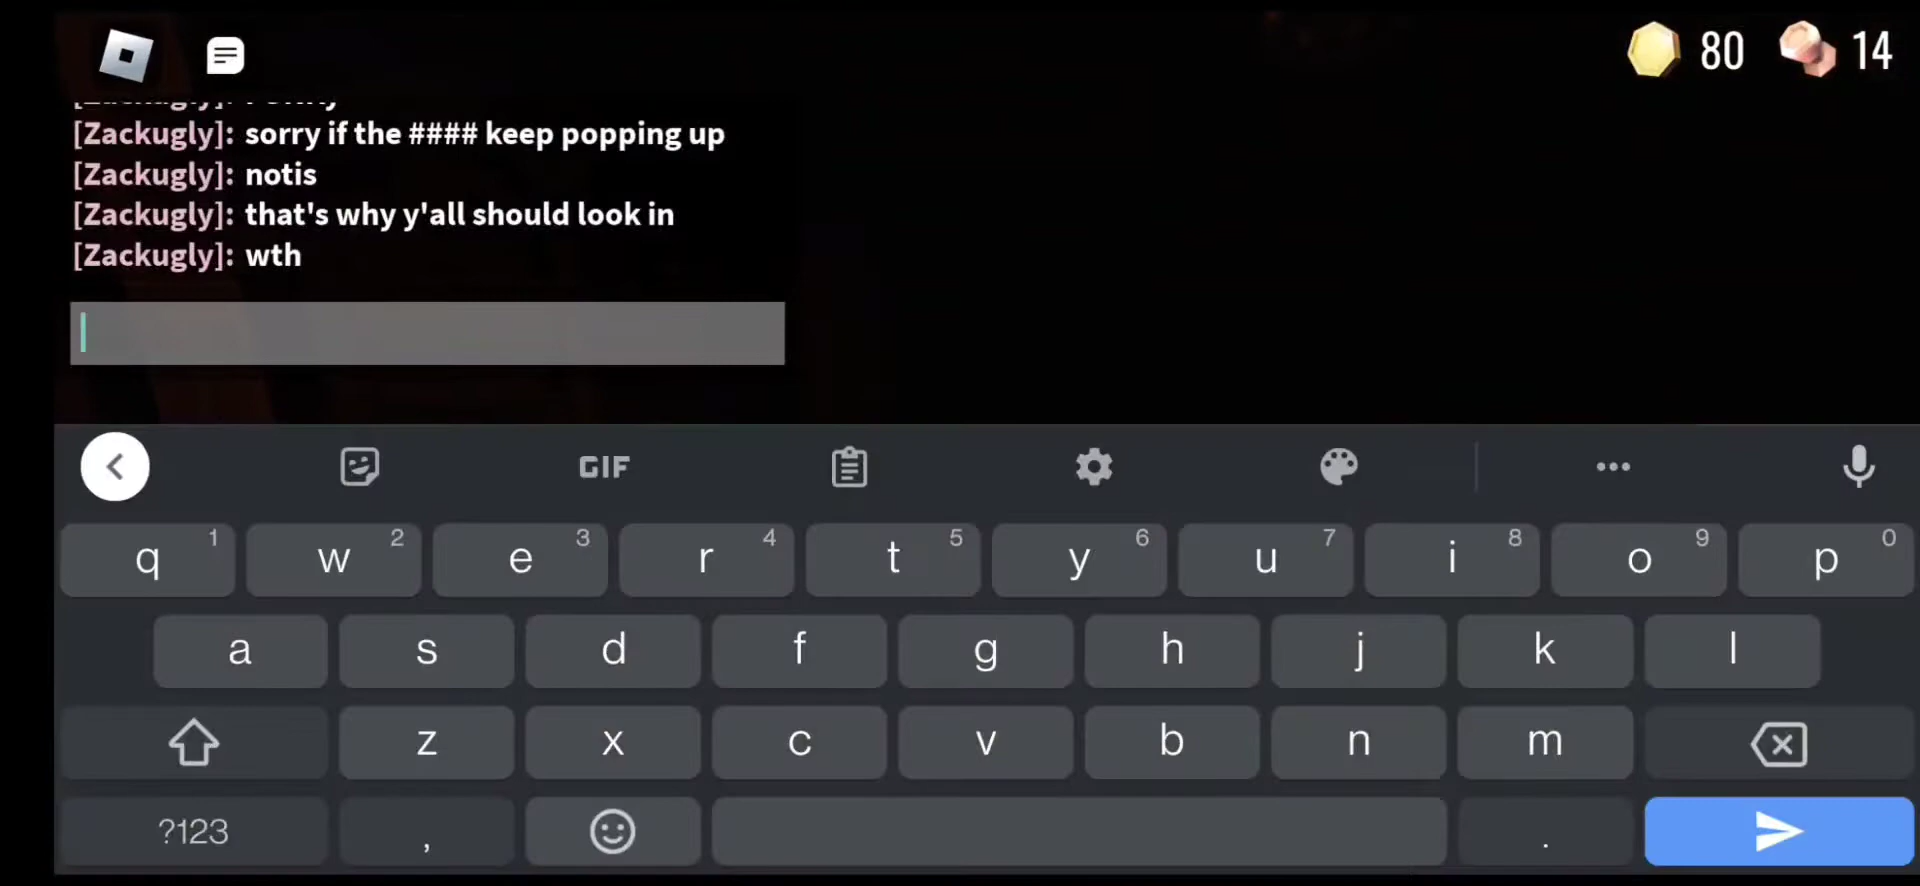 80 14
[Zackugly]: sorry if the #### keep popping up
[Zackugly]: notis
[Zackugly]: that's why y'all should look in
[Zackugly]: wth
GIF
q 1 w 2 e 3 r 4 t 5 y 6 u 7 i 8 o 9 p 0
a s d f g h j k l
z x c v b n m
?123 , .